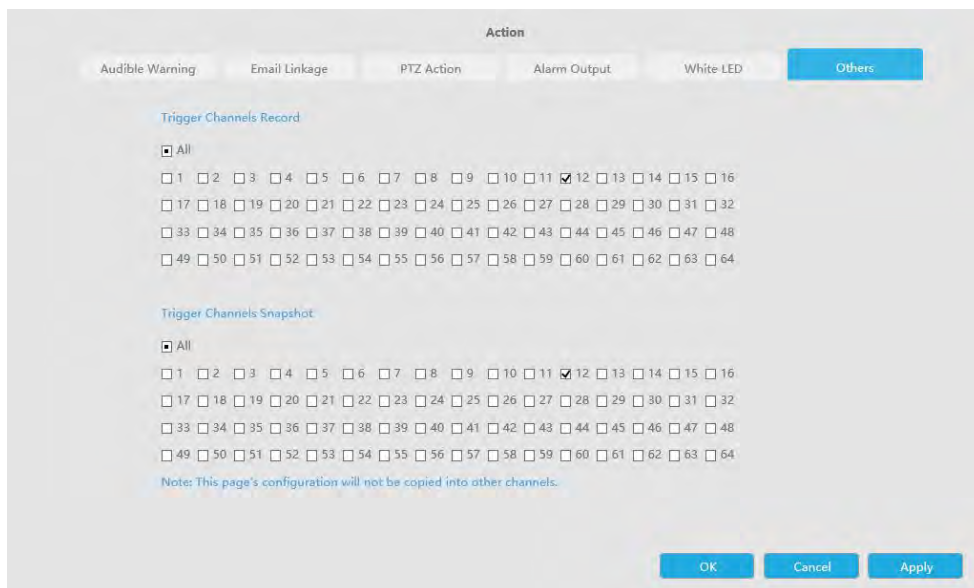 Action
Audible Warning Email Linkage PTZ Action Alarm Output White LED Others
Trigger Channels Record
All
1 2 3 4 5 6 7 8 9 10 11 12 13 14 15 16
17 18 19 20 21 22 23 24 25 26 27 28 29 30 31 32
33 34 35 36 37 38 39 40 41 42 43 44 45 46 47 48
49 50 51 52 53 54 55 56 57 58 59 60 61 62 63 64
Trigger Channels Snapshot
All
1 2 3 4 5 6 7 8 9 10 11 12 13 14 15 16
17 18 19 20 21 22 23 24 25 26 27 28 29 30 31 32
33 34 35 36 37 38 39 40 41 42 43 44 45 46 47 48
49 50 51 52 53 54 55 56 57 58 59 60 61 62 63 64
Note: This page's configuration will not be copied into other channels.
OK Cancel Apply